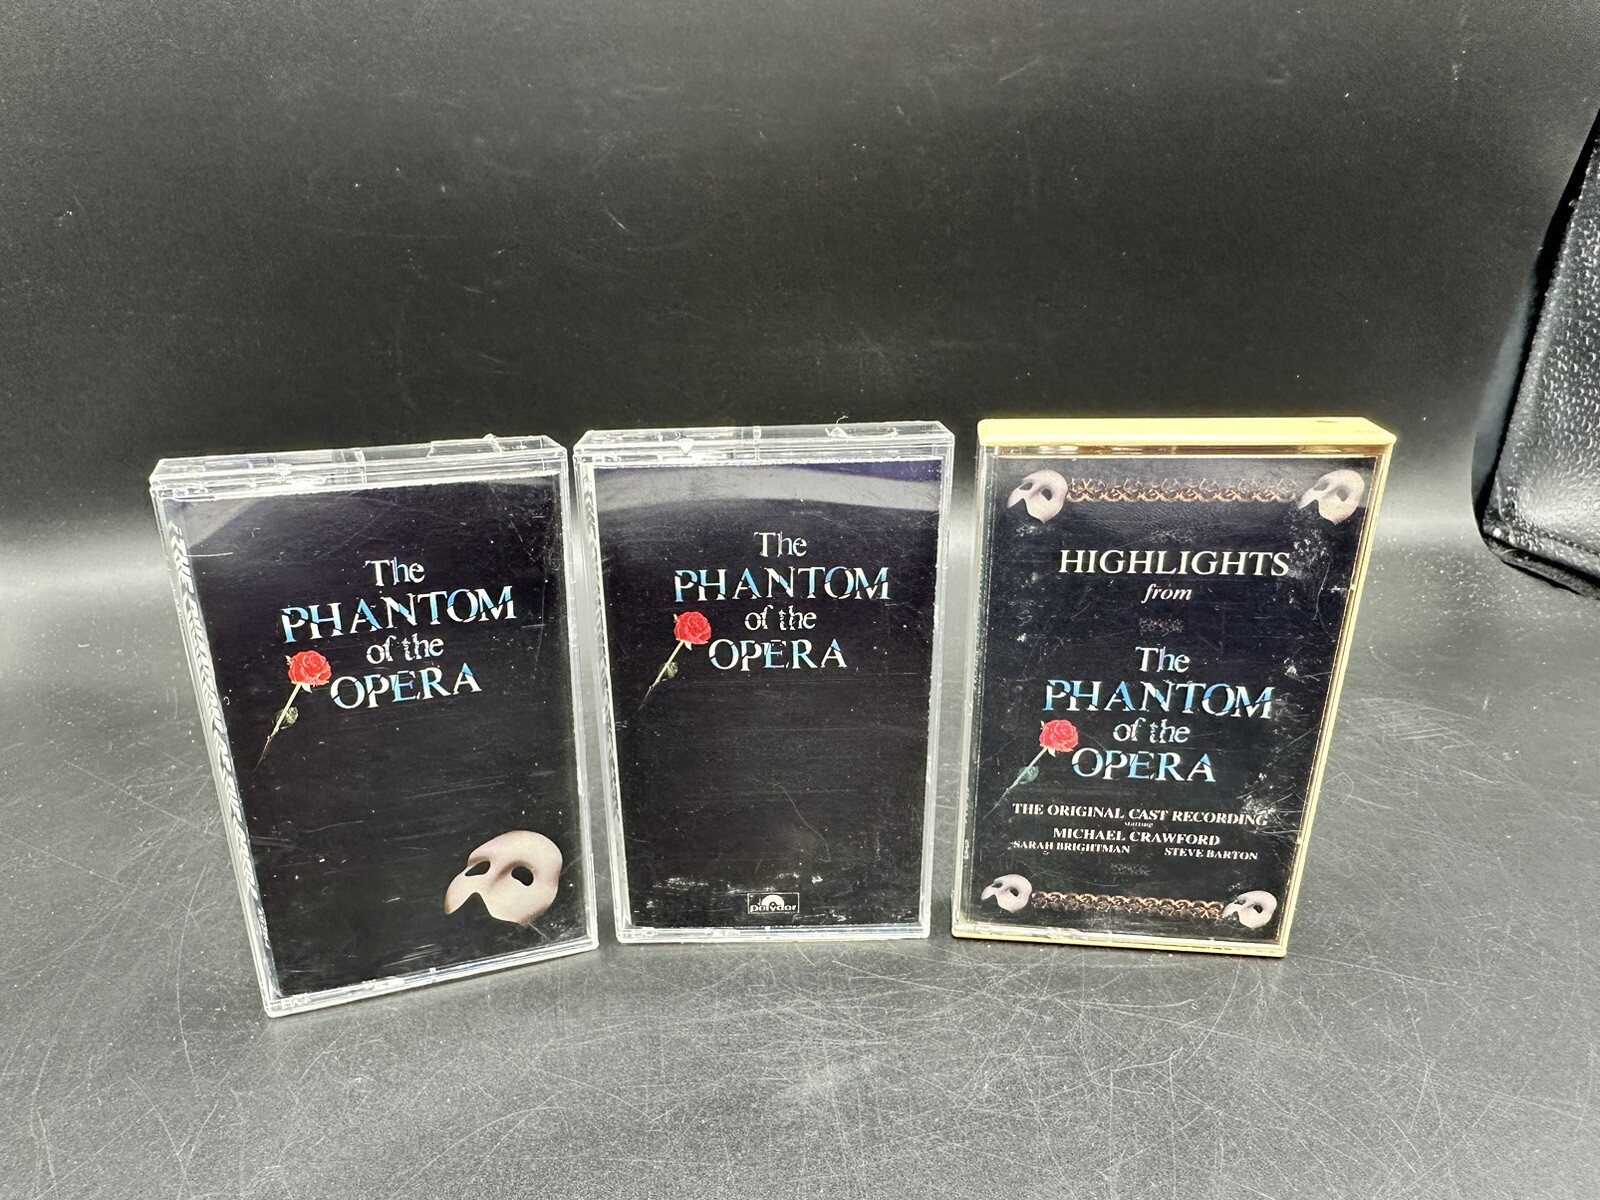 The
PHANTOM
of the
OPERA
The
PHANTOM
of the
OPERA
polydor
HIGHLIGHTS
from
The
PHANTOM
of the
OPERA
THE ORIGINAL CAST RECORDING
starring
MICHAEL CRAWFORD
SARAH BRIGHTMAN STEVE BARTON